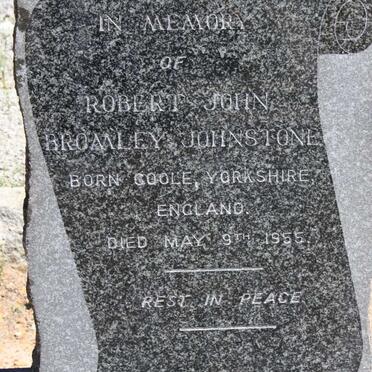 IN MEMORY
OF
ROBERT JOHN
BROMLEY JOHNSTONE
BORN GOOLE, YORKSHIRE
ENGLAND.
DIED MAY 9TH 1955.
REST IN PEACE